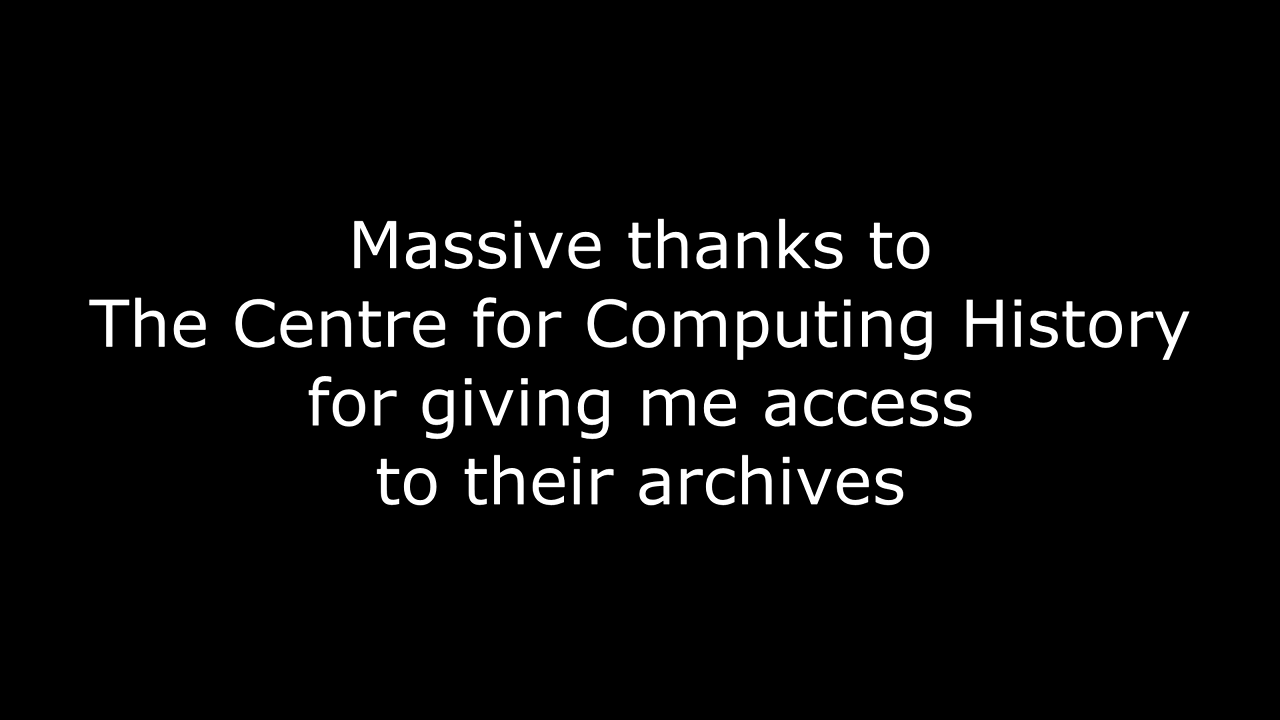 Massive thanks to
The Centre for Computing History
for giving me access
to their archives